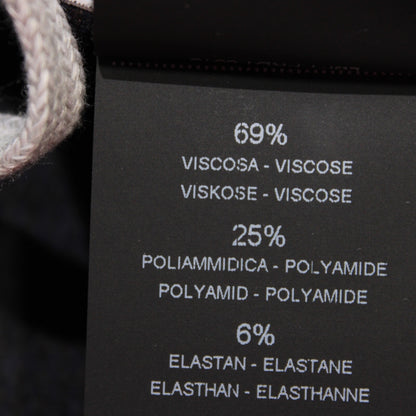 69%
VISCOSA - VISCOSE
VISKOSE - VISCOSE
25%
POLIAMMIDICA - POLYAMIDE
POLYAMID - POLYAMIDE
6%
ELASTAN - ELASTANE
ELASTHAN - ELASTHANNE